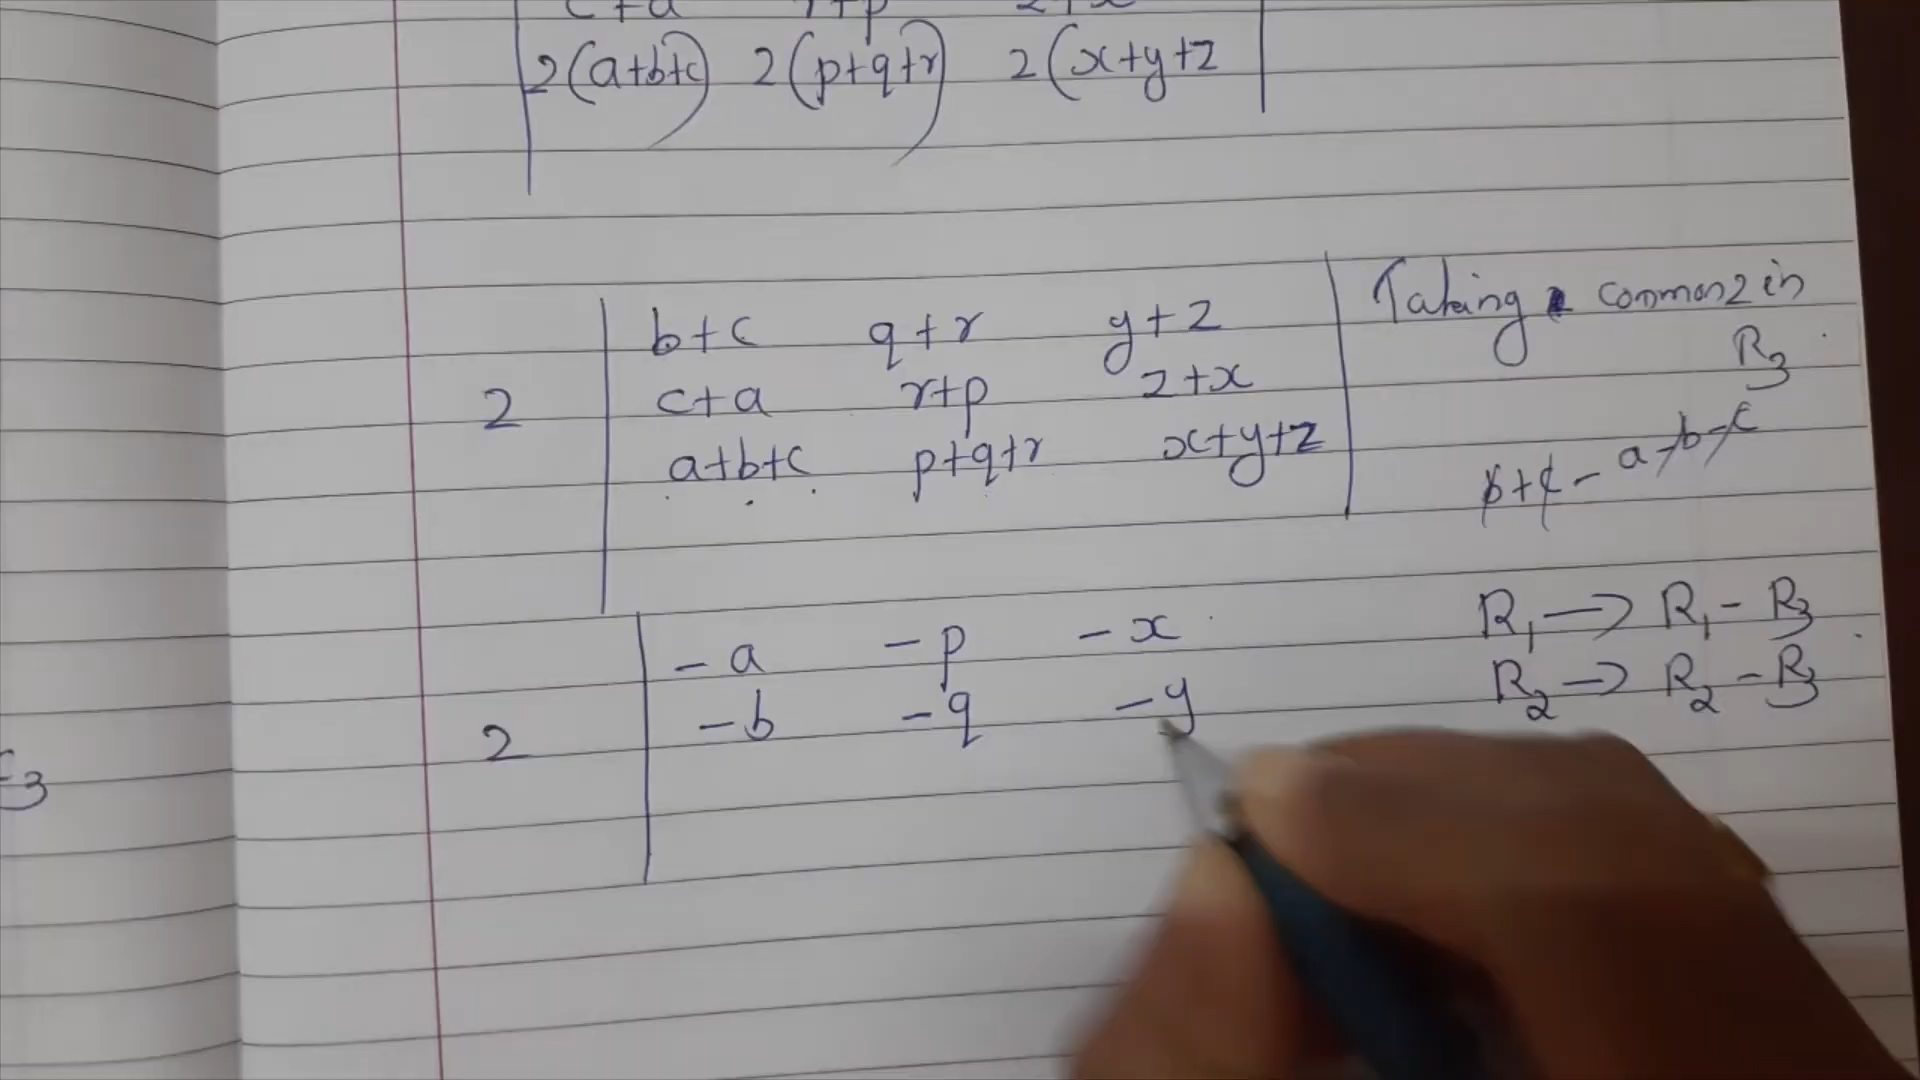 c+a r+p z+x
2(a+b+c) 2(p+q+r) 2(x+y+z
b+c q+r y+z Taking common 2 in
R3
2 c+a r+p z+x
a+b+c p+q+r x+y+z b+c-a-b-c
-a -p -x R1 → R1 - R3
2 -b -q -y R2 → R2 - R3